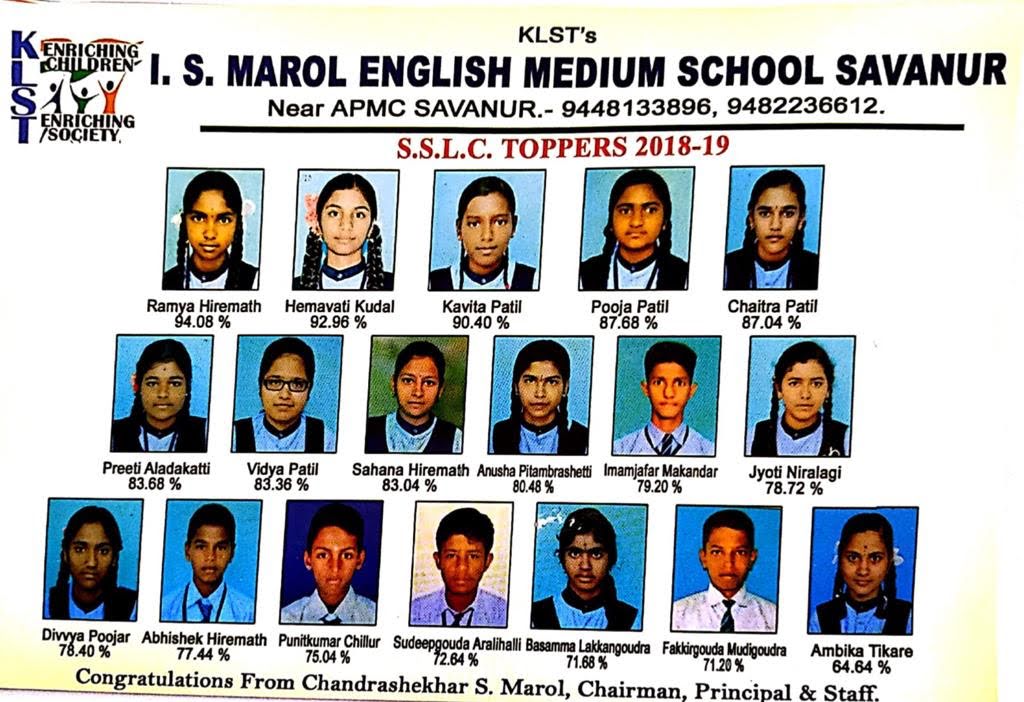 KLST's
KLST
ENRICHING
CHILDREN
ENRICHING
SOCIETY
I. S. MAROL ENGLISH MEDIUM SCHOOL SAVANUR
Near APMC SAVANUR.- 9448133896, 9482236612.
S.S.L.C. TOPPERS 2018-19
Ramya Hiremath Hemavati Kudal Kavita Patil Pooja Patil Chaitra Patil
94.08 % 92.96 % 90.40 % 87.68 % 87.04 %
Preeti Aladakatti Vidya Patil Sahana Hiremath Anusha Pitambrashetti Imamjafar Makandar Jyoti Niralagi
83.68 % 83.36 % 83.04 % 80.48 % 79.20 % 78.72 %
Divvya Poojar Abhishek Hiremath Punitkumar Chillur Sudeepgouda Aralihalli Basamma Lakkangoudra Fakkirgouda Mudigoudra Ambika Tikare
78.40 % 77.44 % 75.04 % 72.64 % 71.68 % 71.20 % 64.64 %
Congratulations From Chandrashekhar S. Marol, Chairman, Principal & Staff.